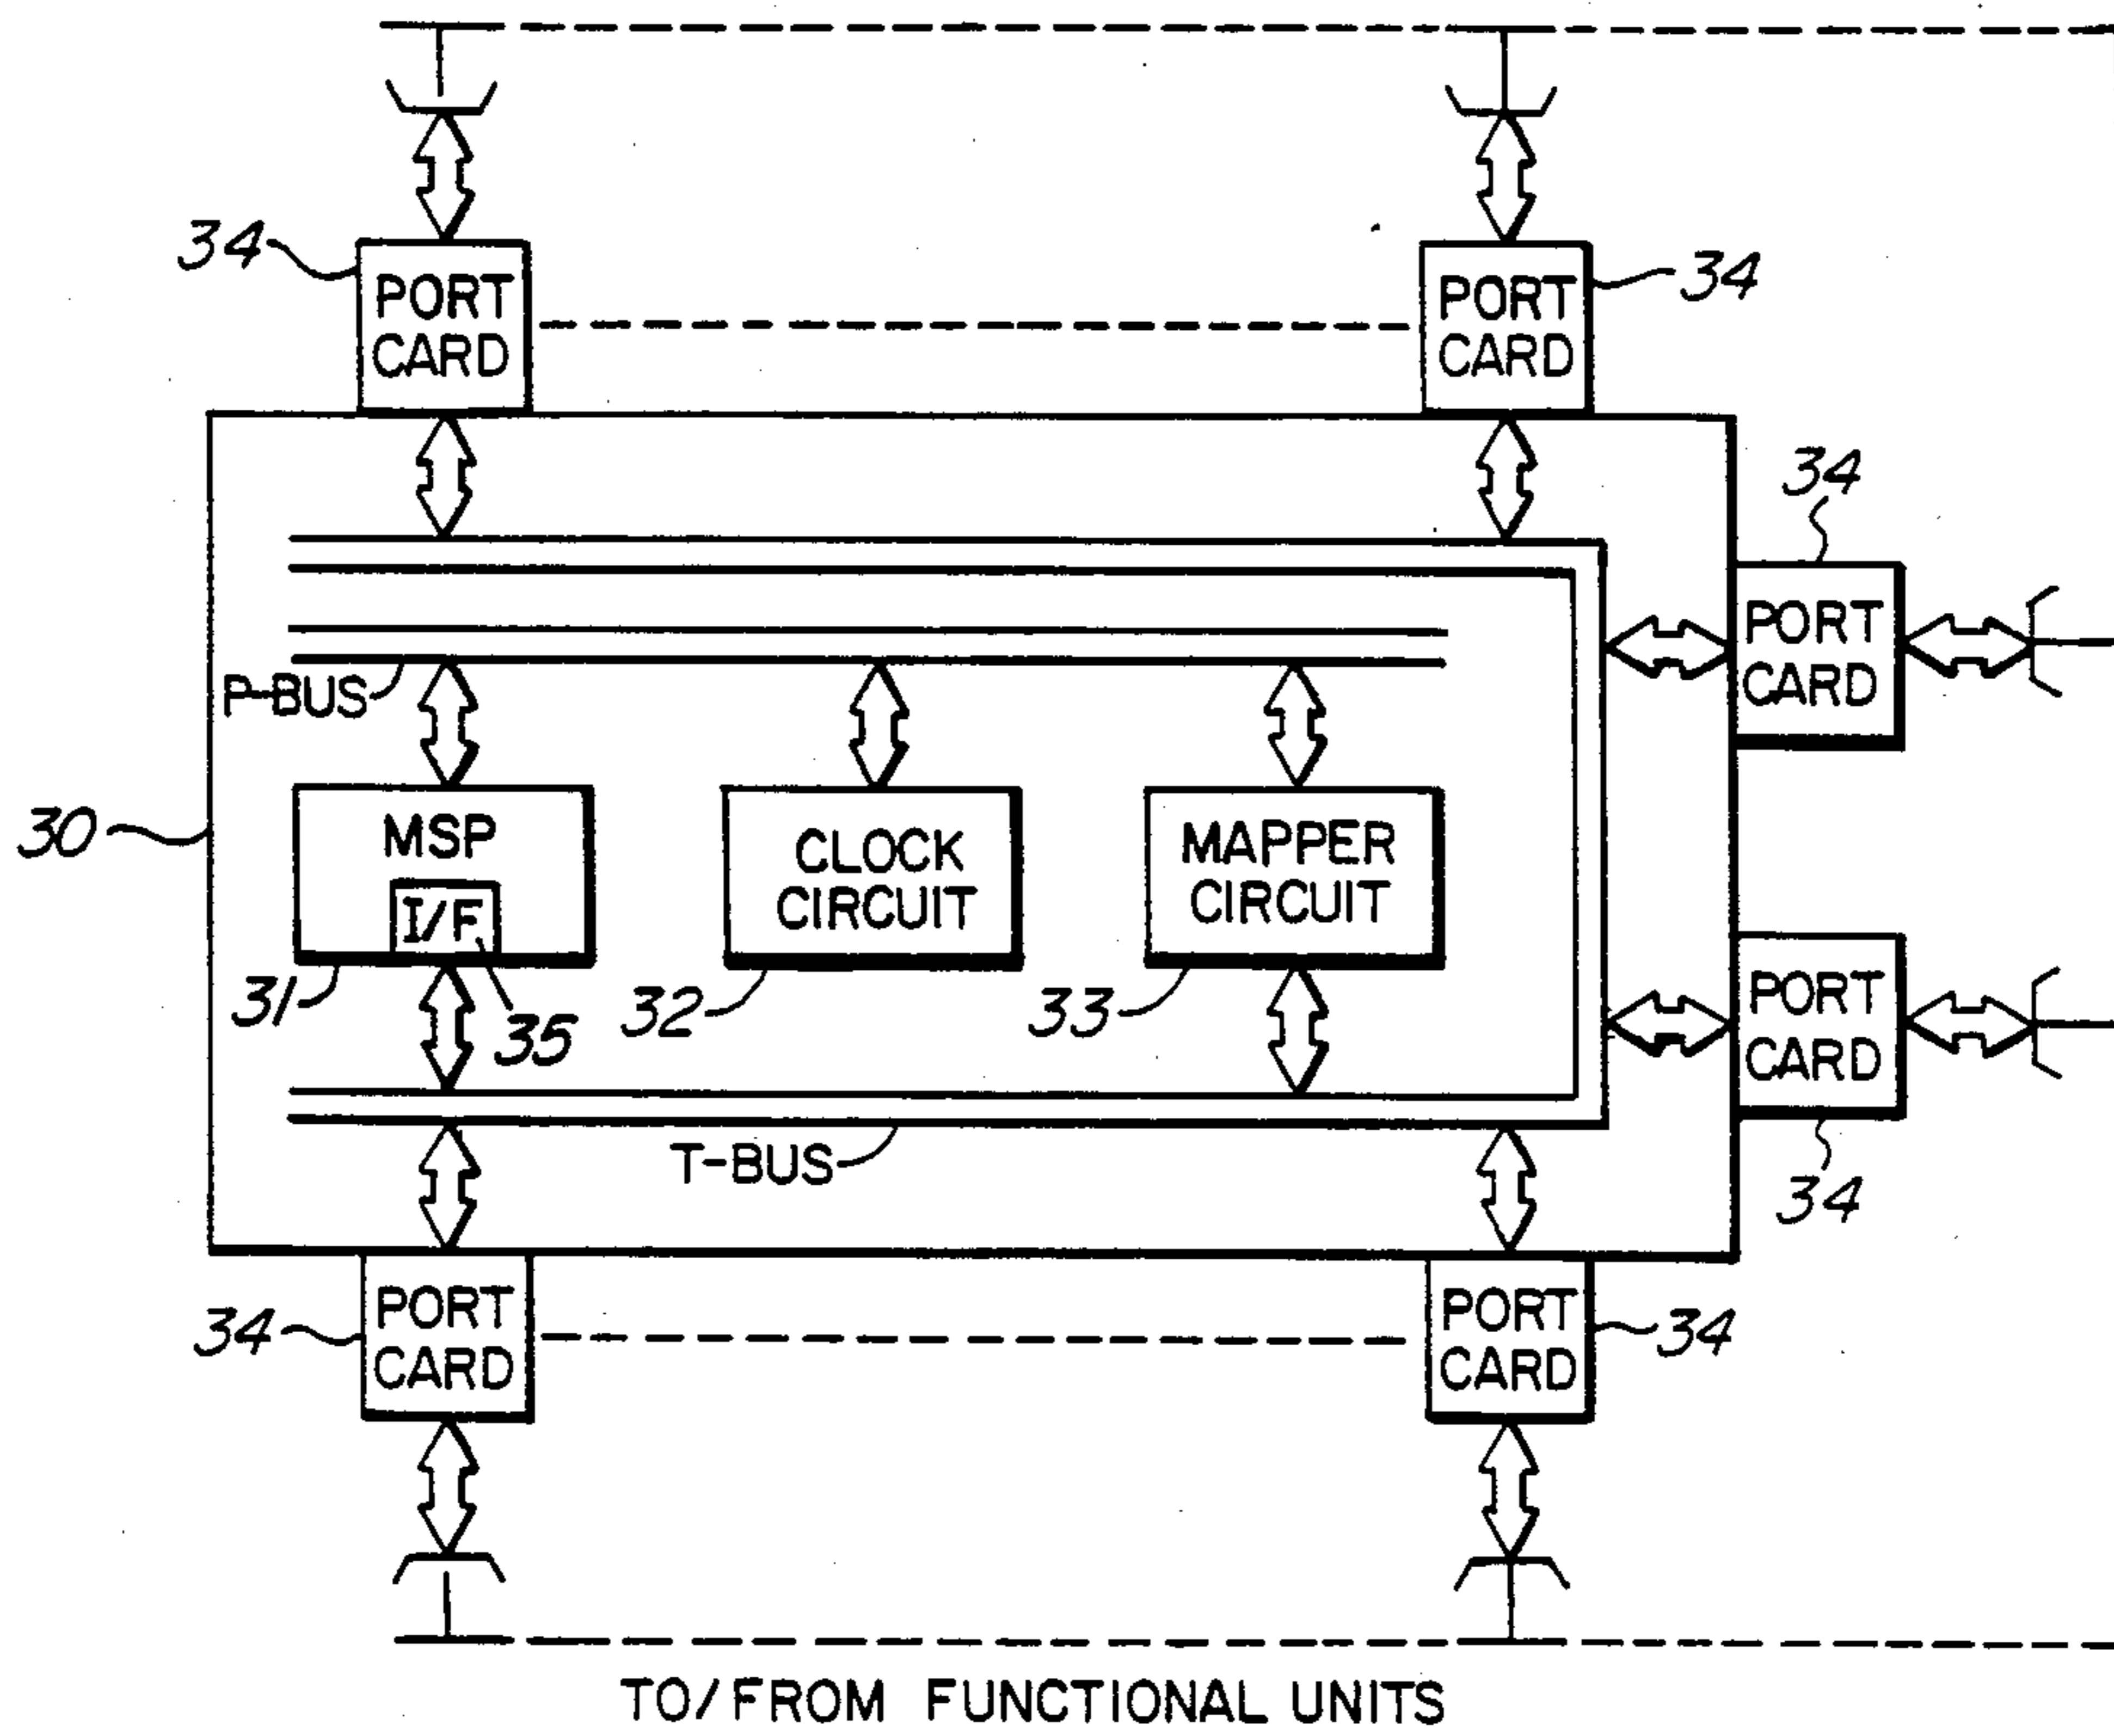 34
PORT
CARD
PORT
CARD
34
34
PORT
CARD
P-BUS
30
MSP
I/F
CLOCK
CIRCUIT
MAPPER
CIRCUIT
31
35
32
33
PORT
CARD
T-BUS
34
34
PORT
CARD
PORT
CARD
34
TO/FROM FUNCTIONAL UNITS